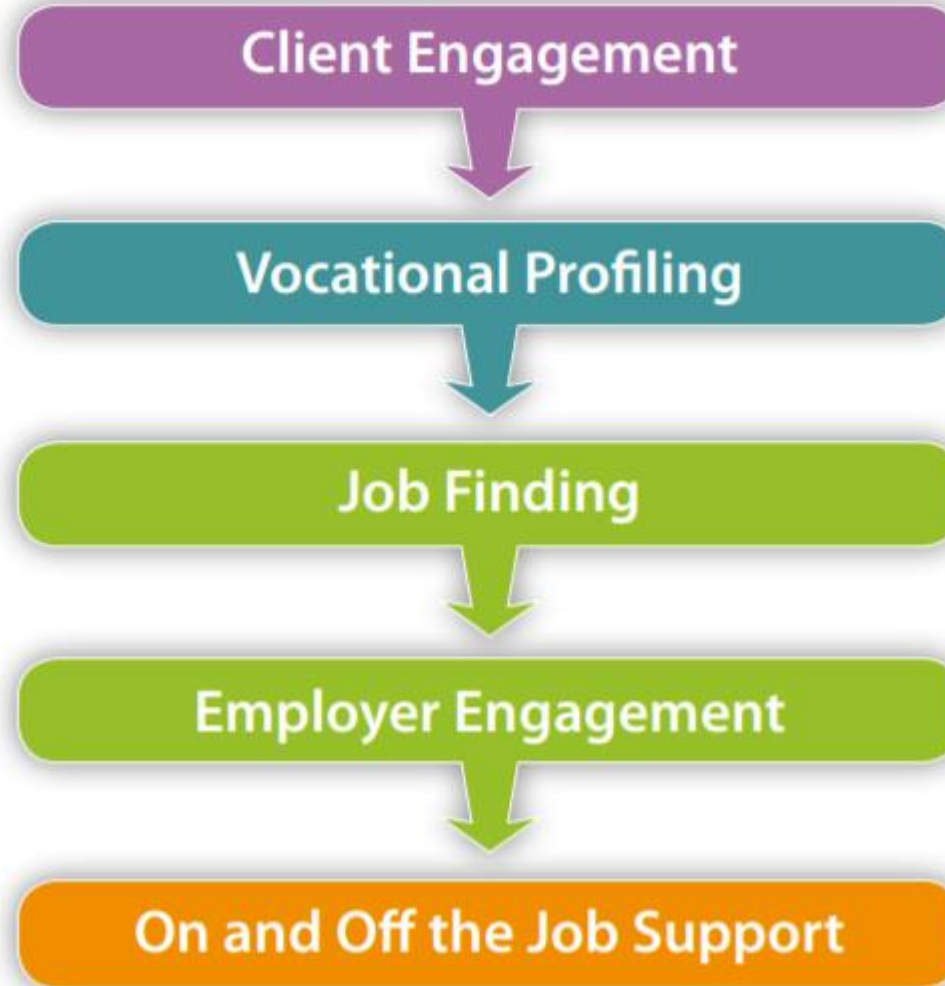 Client Engagement
Vocational Profiling
Job Finding
Employer Engagement
On and Off the Job Support